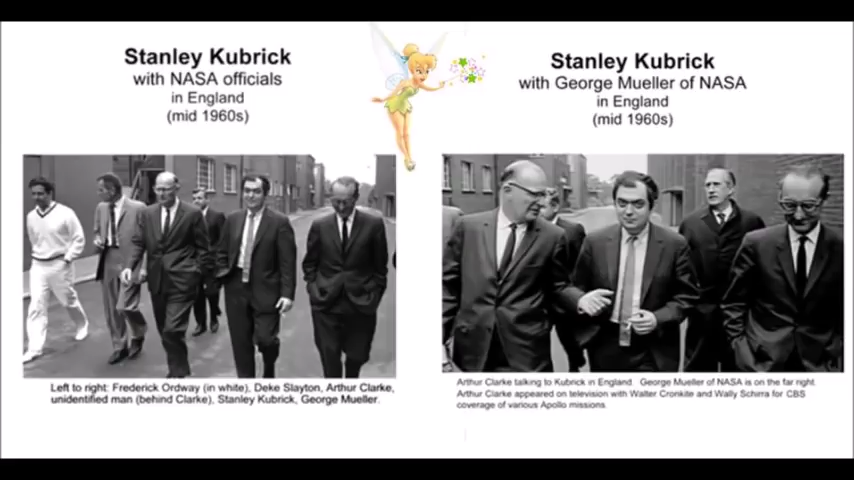 Stanley Kubrick
with NASA officials
in England
(mid 1960s)
Left to right: Frederick Ordway (in white), Deke Slayton, Arthur Clarke,
unidentified man (behind Clarke), Stanley Kubrick, George Mueller.
Stanley Kubrick
with George Mueller of NASA
in England
(mid 1960s)
Arthur Clarke talking to Kubrick in England. George Mueller of NASA is on the far right.
Arthur Clarke appeared on television with Walter Cronkite and Wally Schirra for CBS
coverage of various Apollo missions.